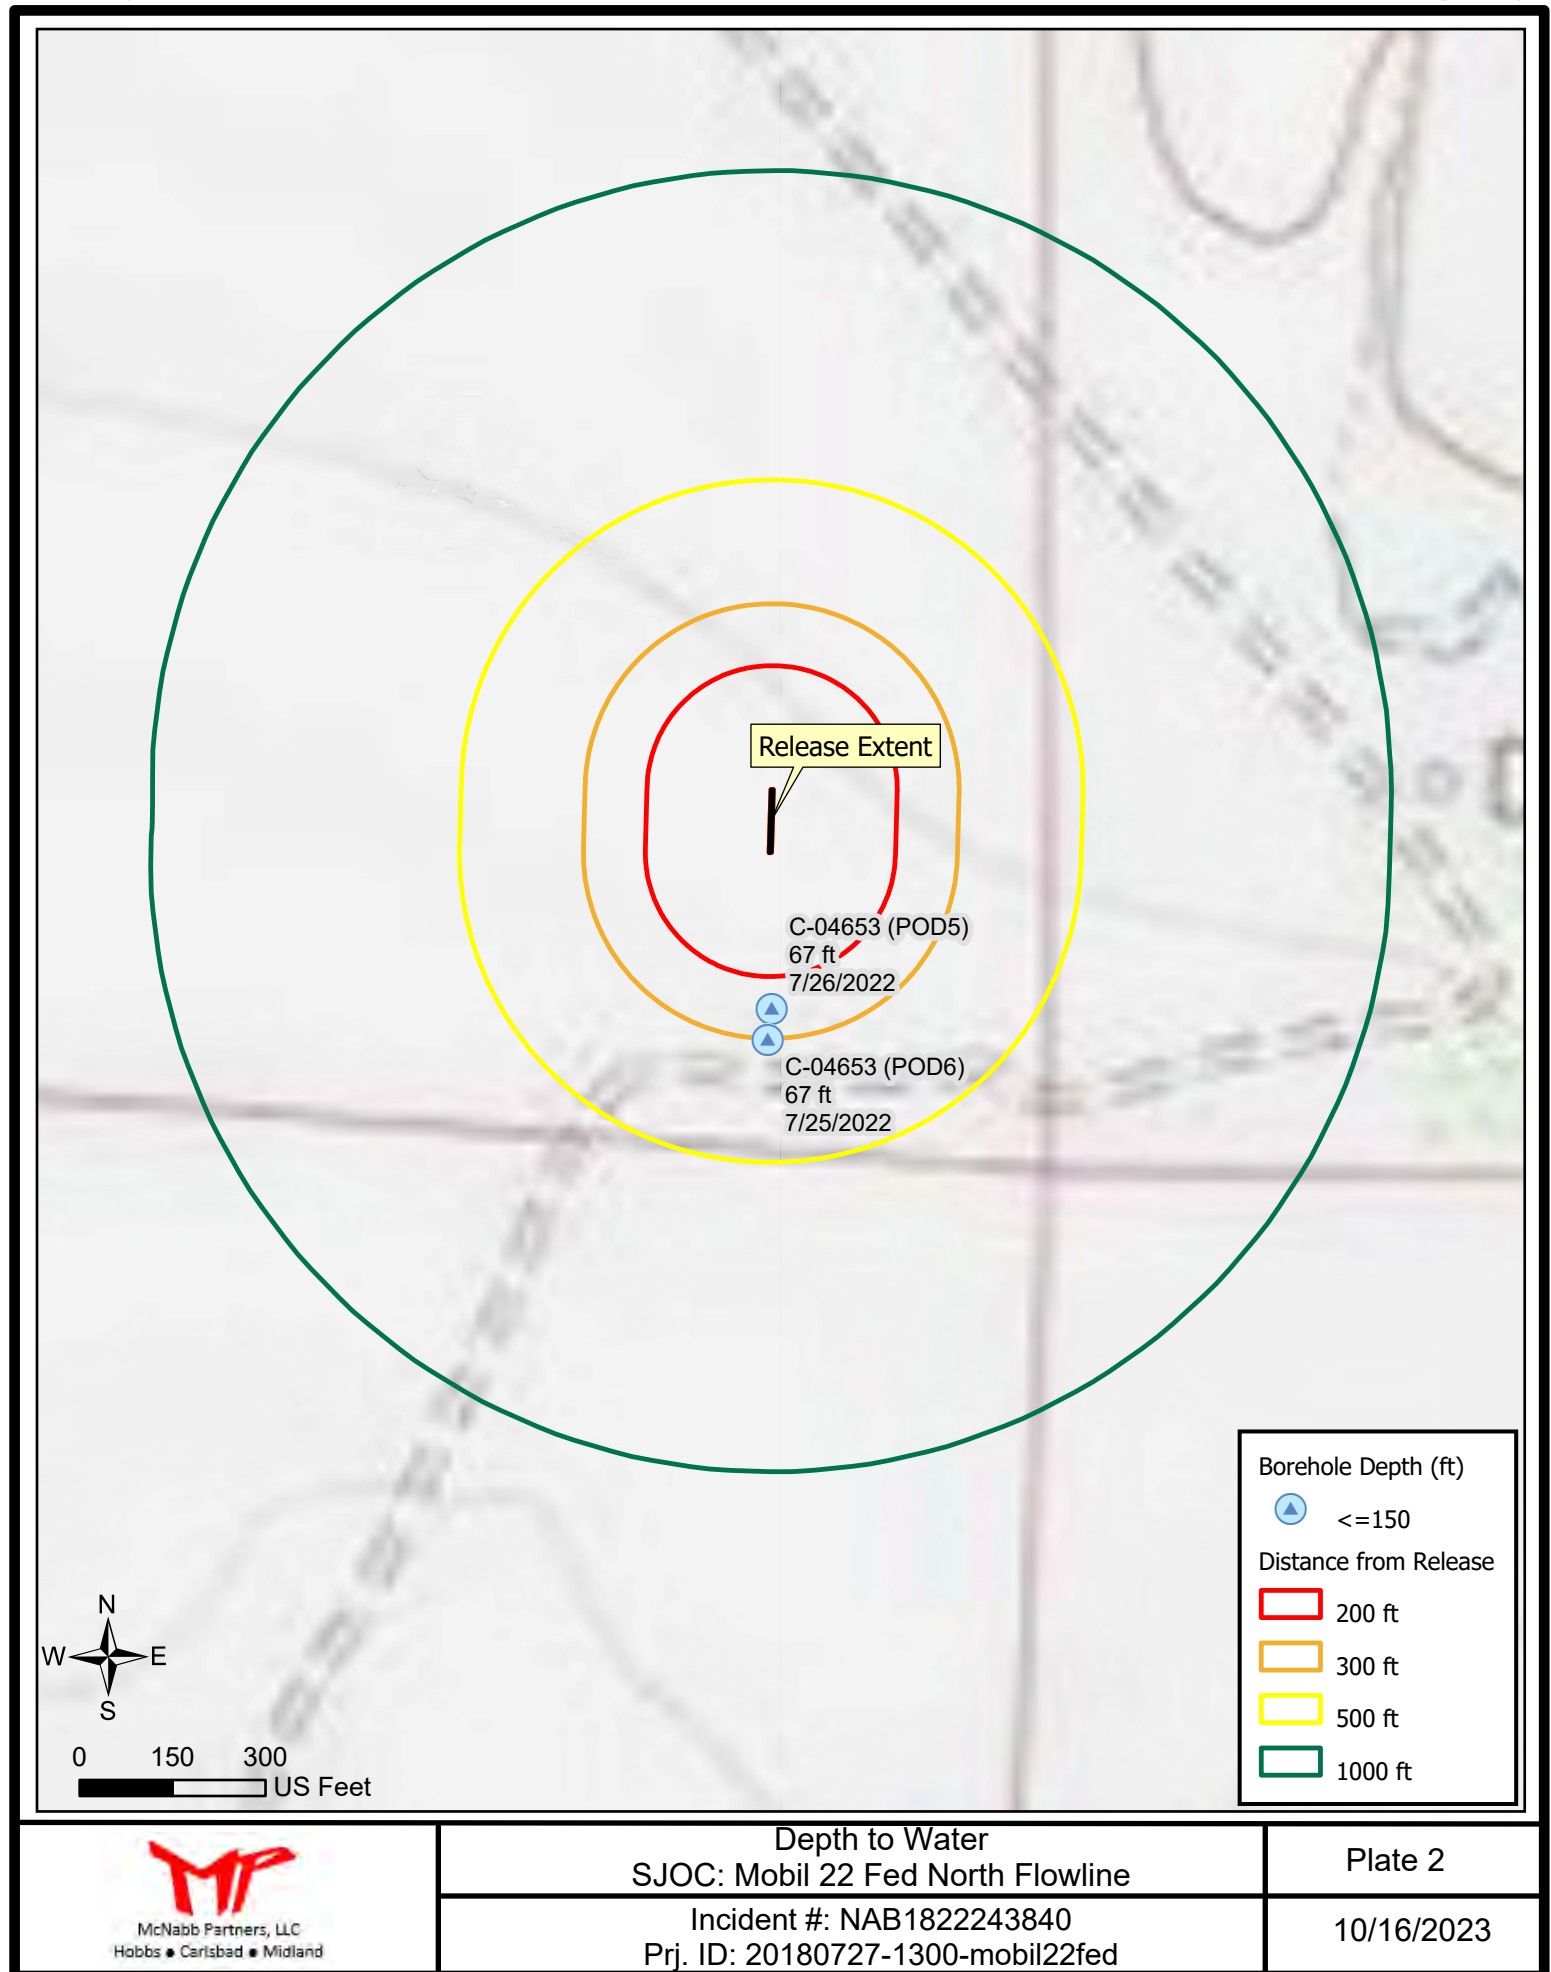 Release Extent
C-04653 (POD5)
67 ft
7/26/2022
C-04653 (POD6)
67 ft
7/25/2022
Borehole Depth (ft)
<=150
Distance from Release
200 ft
300 ft
500 ft
1000 ft
N
W E
S
0 150 300
US Feet
McNabb Partners, LLC
Hobbs ● Carlsbad ● Midland
Depth to Water
SJOC: Mobil 22 Fed North Flowline
Plate 2
Incident #: NAB1822243840
Prj. ID: 20180727-1300-mobil22fed
10/16/2023